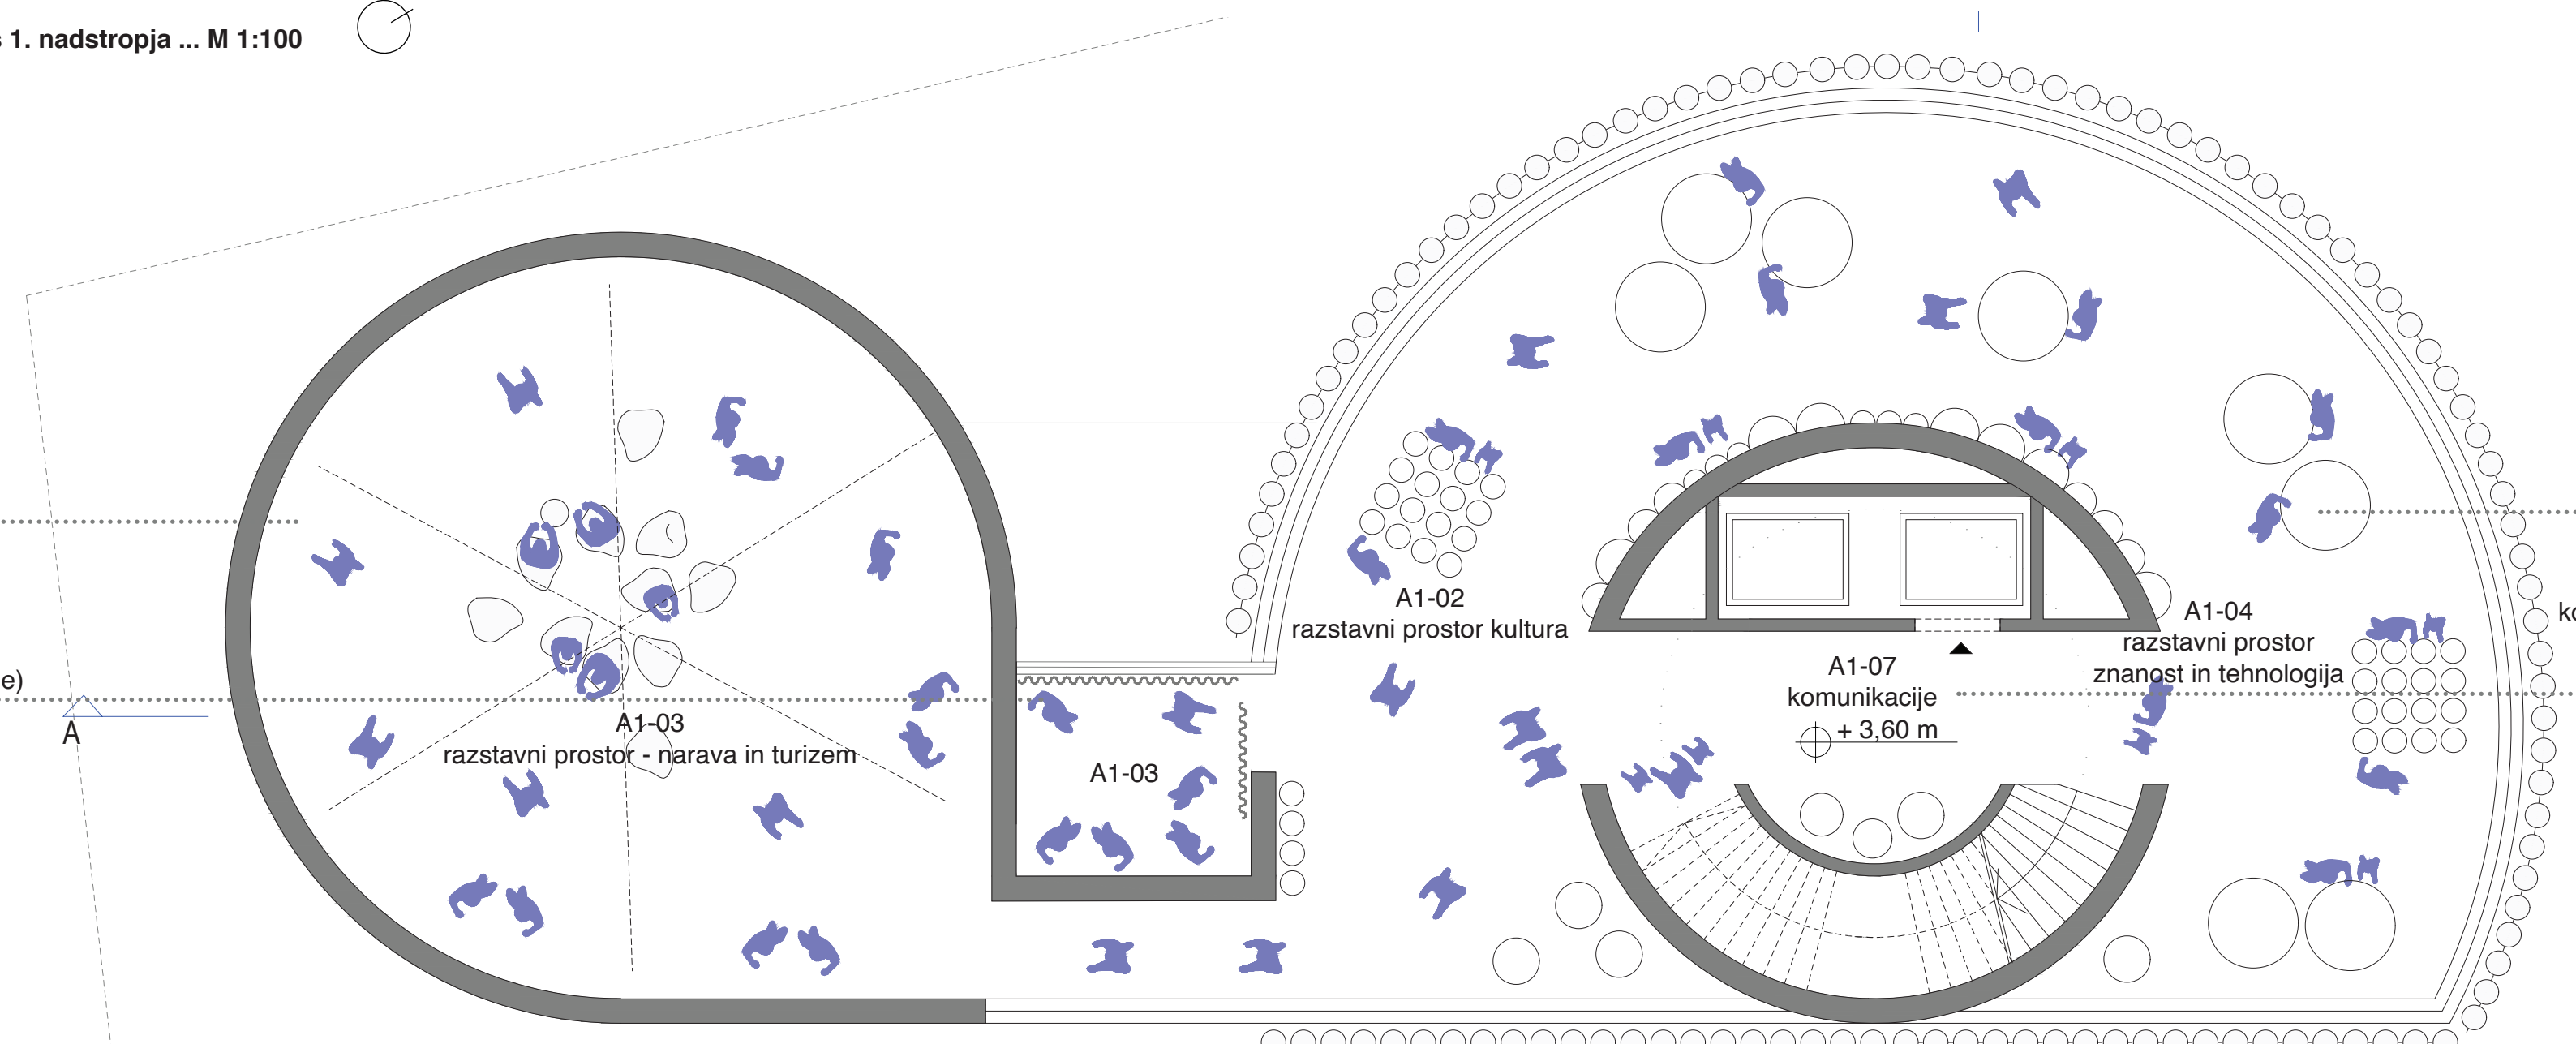 s 1. nadstropja ... M 1:100
A1-02
razstavni prostor kultura
A1-04
razstavni prostor
znanost in tehnologija
ko
A1-07
komunikacije
+ 3,60 m
e)
A
A1-03
razstavni prostor - narava in turizem
A1-03